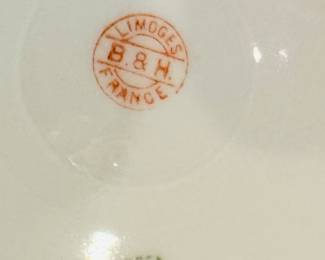 LIMOGES
B. & H.
FRANCE